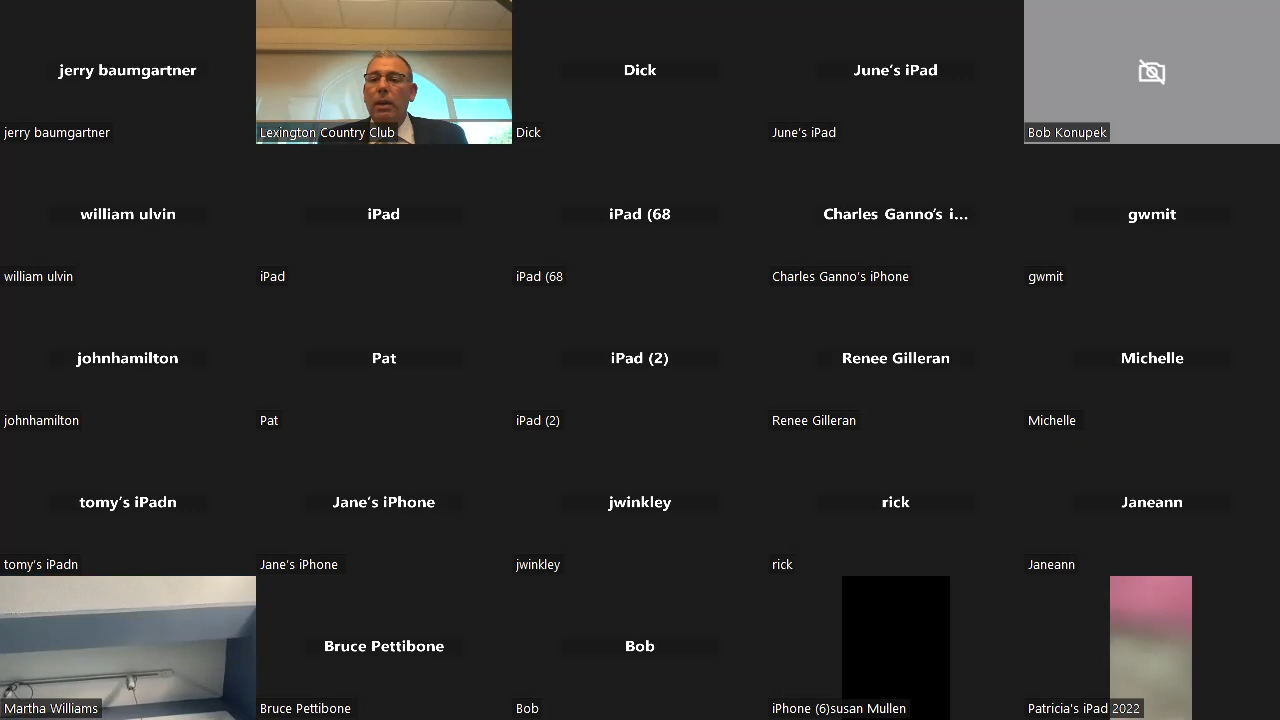 jerry baumgartner
Dick
June's iPad
jerry baumgartner
Lexington Country Club
Dick
June's iPad
Bob Konupek
william ulvin
iPad
iPad (68
Charles Ganno's i...
gwmit
william ulvin
iPad
iPad (68
Charles Ganno's iPhone
gwmit
johnhamilton
Pat
iPad (2)
Renee Gilleran
Michelle
johnhamilton
Pat
iPad (2)
Renee Gilleran
Michelle
tomy's iPadn
Jane's iPhone
jwinkley
rick
Janeann
tomy's iPadn
Jane's iPhone
jwinkley
rick
Janeann
Bruce Pettibone
Bob
Martha Williams
Bruce Pettibone
Bob
iPhone (6)susan Mullen
Patricia's iPad 2022